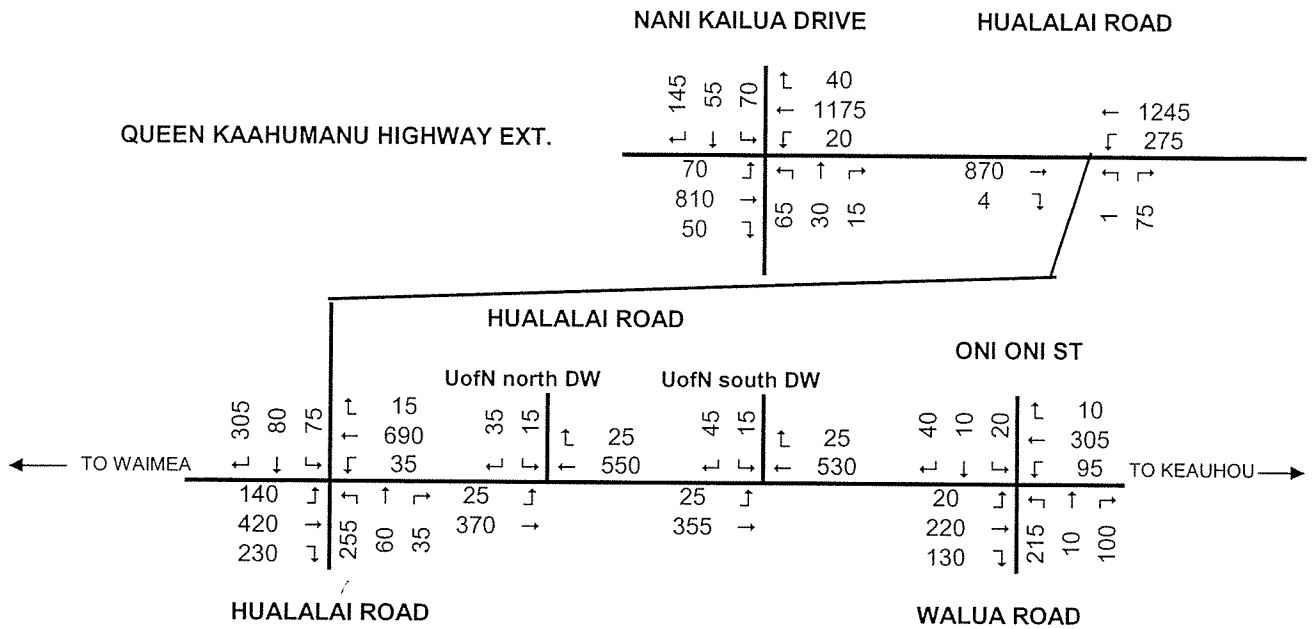 NANI KAILUA DRIVE HUALALAI ROAD
145 55 70 ↰ 40
← 1175 ← 1245
QUEEN KAAHUMANU HIGHWAY EXT. 20 275
70 870 →
810 → 4
50 65 30 15 1 75
HUALALAI ROAD
ONI ONI ST
UofN north DW UofN south DW
305 80 75 15 35 15 45 15 40 10 20 10
← 690 25 25 ← 305
← TO WAIMEA 35 ← 550 ← 530 95 TO KEAUHOU →
140 25 25 20
420 → 370 → 355 → 220 →
230 255 60 35 130 215 10 100
HUALALAI ROAD WALUA ROAD